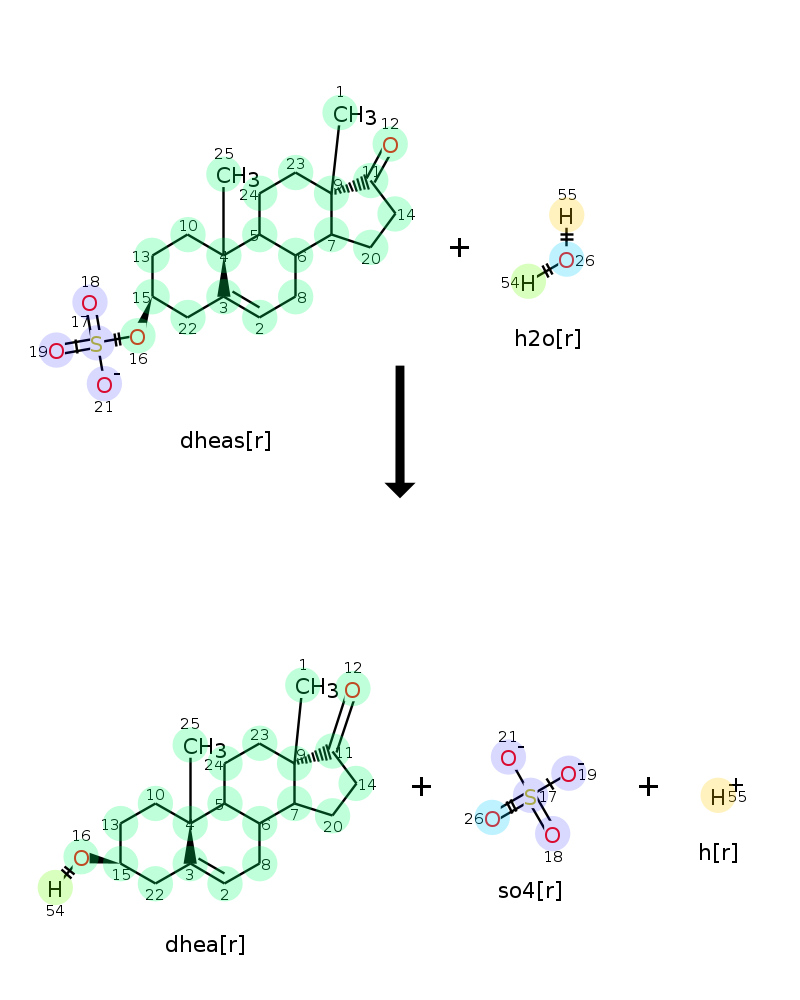 1
CH3
12
O
25
CH3
23
11
9
24
14
10
5
7
20
13
4
6
15
3
8
22
2
18
O
17
19 O
S
O
16
O-
21
dheas[r]
+
55
H
O 26
54 H
h2o[r]
1
CH3
12
O
25
CH3
23
9
11
24
14
10
5
7
20
13
4
6
16
O
15
3
8
22
2
H
54
dhea[r]
+
21
O-
O-
19
S 17
26 O
O
18
so4[r]
+
H+
55
h[r]